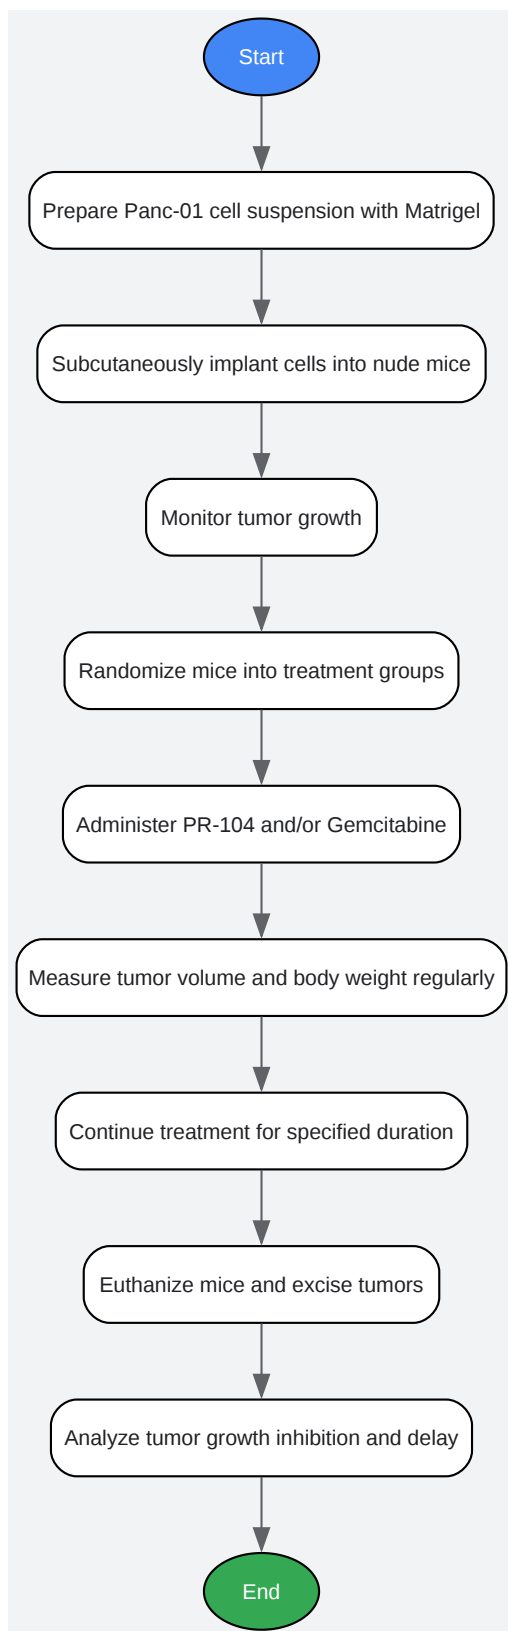 Start
Prepare Panc-01 cell suspension with Matrigel
Subcutaneously implant cells into nude mice
Monitor tumor growth
Randomize mice into treatment groups
Administer PR-104 and/or Gemcitabine
Measure tumor volume and body weight regularly
Continue treatment for specified duration
Euthanize mice and excise tumors
Analyze tumor growth inhibition and delay
End